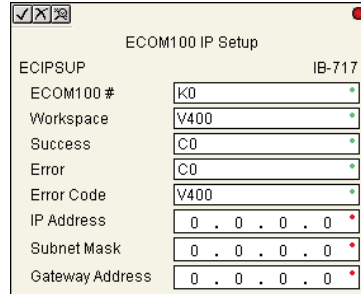 ECOM100 IP Setup
ECIPSUP IB-717
ECOM100 # K0
Workspace V400
Success C0
Error C0
Error Code V400
IP Address 0 . 0 . 0 . 0
Subnet Mask 0 . 0 . 0 . 0
Gateway Address 0 . 0 . 0 . 0